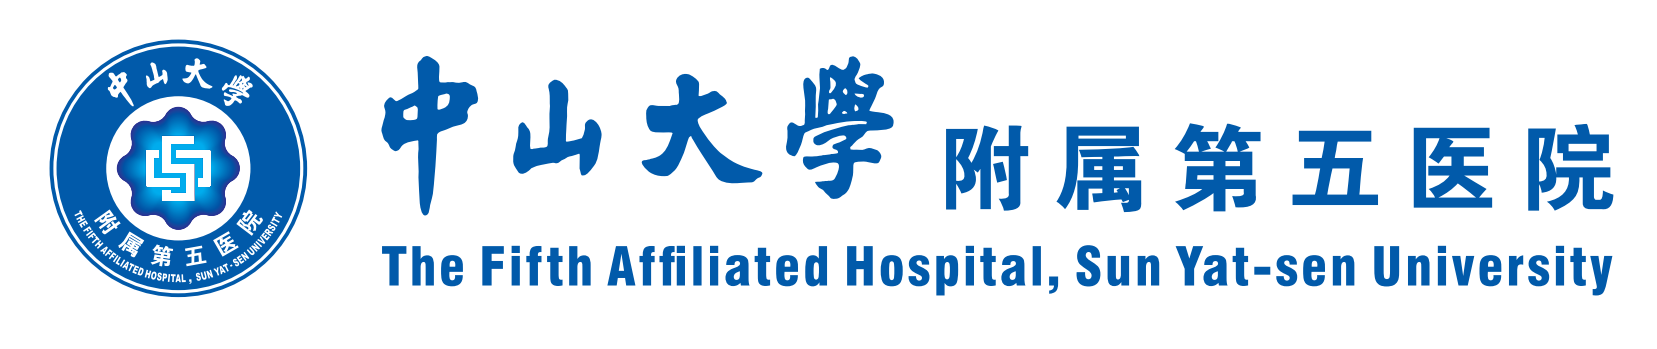 中山大學
附属第五医院
THE FIFTH AFFILIATED HOSPITAL, SUN YAT-SEN UNIVERSITY
中山大學 附属第五医院
The Fifth Affiliated Hospital, Sun Yat-sen University